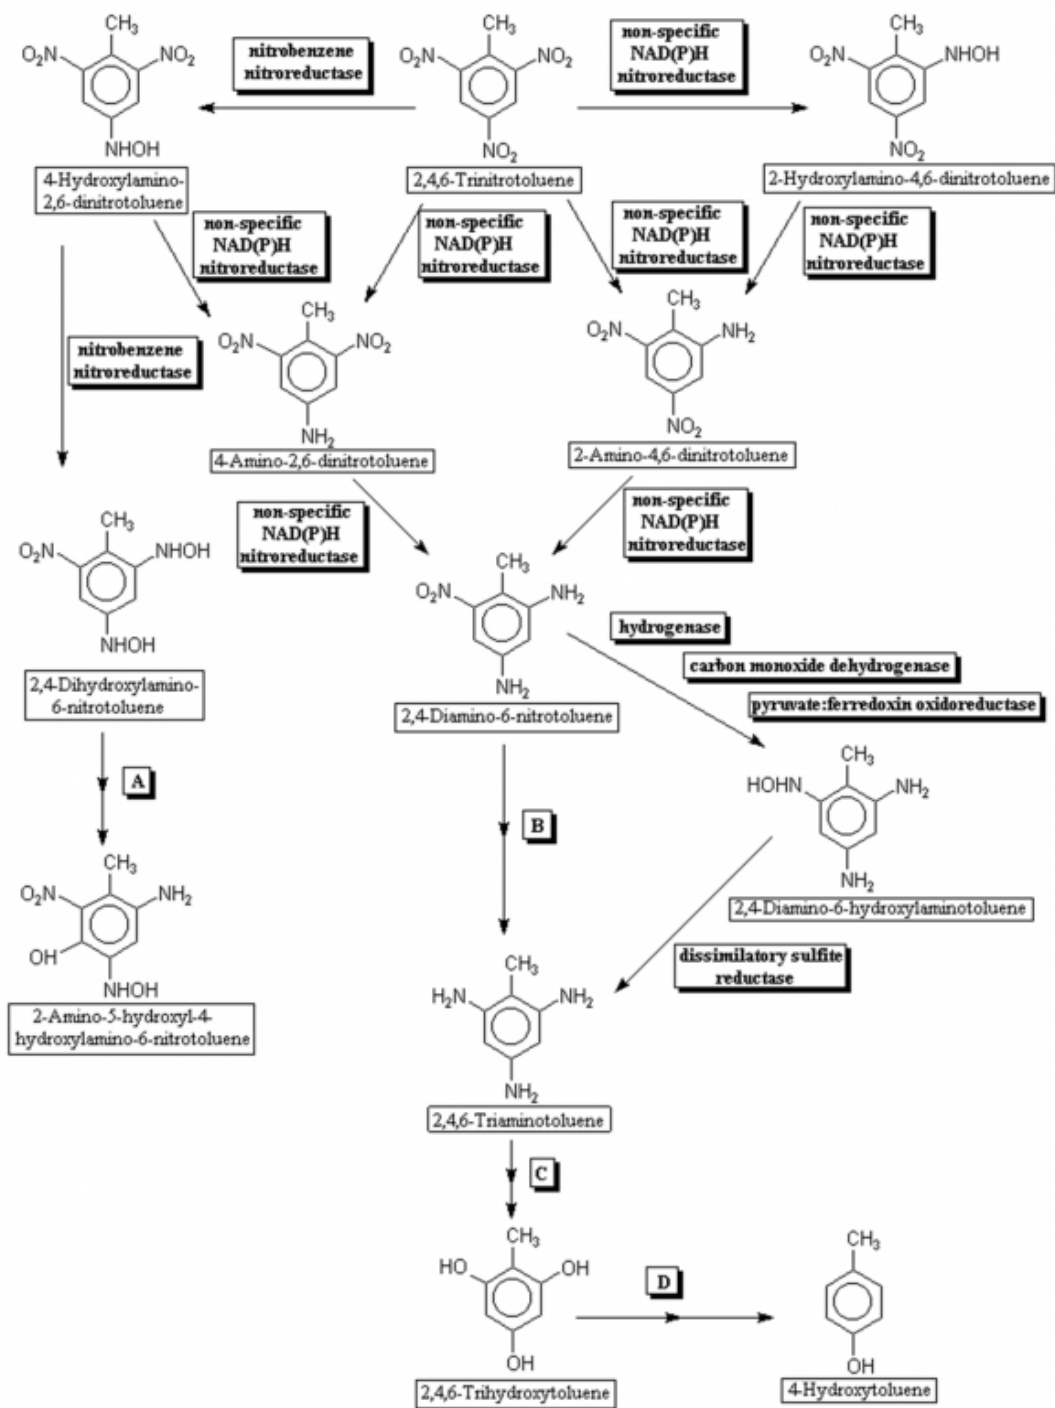 CH3
O2N
NO2
NHOH
4-Hydroxylamino-
2,6-dinitrotoluene
nitrobenzene
nitroreductase
CH3
O2N
NO2
NO2
2,4,6-Trinitrotoluene
non-specific
NAD(P)H
nitroreductase
CH3
O2N
NHOH
NO2
2-Hydroxylamino-4,6-dinitrotoluene
non-specific
NAD(P)H
nitroreductase
non-specific
NAD(P)H
nitroreductase
non-specific
NAD(P)H
nitroreductase
non-specific
NAD(P)H
nitroreductase
nitrobenzene
nitroreductase
CH3
O2N
NO2
NH2
4-Amino-2,6-dinitrotoluene
CH3
O2N
NH2
NO2
2-Amino-4,6-dinitrotoluene
non-specific
NAD(P)H
nitroreductase
non-specific
NAD(P)H
nitroreductase
CH3
O2N
NHOH
NHOH
2,4-Dihydroxylamino-
6-nitrotoluene
CH3
O2N
NH2
NH2
2,4-Diamino-6-nitrotoluene
hydrogenase
carbon monoxide dehydrogenase
pyruvate:ferredoxin oxidoreductase
A
B
CH3
HOHN
NH2
NH2
2,4-Diamino-6-hydroxylaminotoluene
CH3
O2N
NH2
OH
NHOH
2-Amino-5-hydroxyl-4-
hydroxylamino-6-nitrotoluene
dissimilatory sulfite
reductase
CH3
H2N
NH2
NH2
2,4,6-Triaminotoluene
C
CH3
HO
OH
OH
2,4,6-Trihydroxytoluene
D
CH3
OH
4-Hydroxytoluene